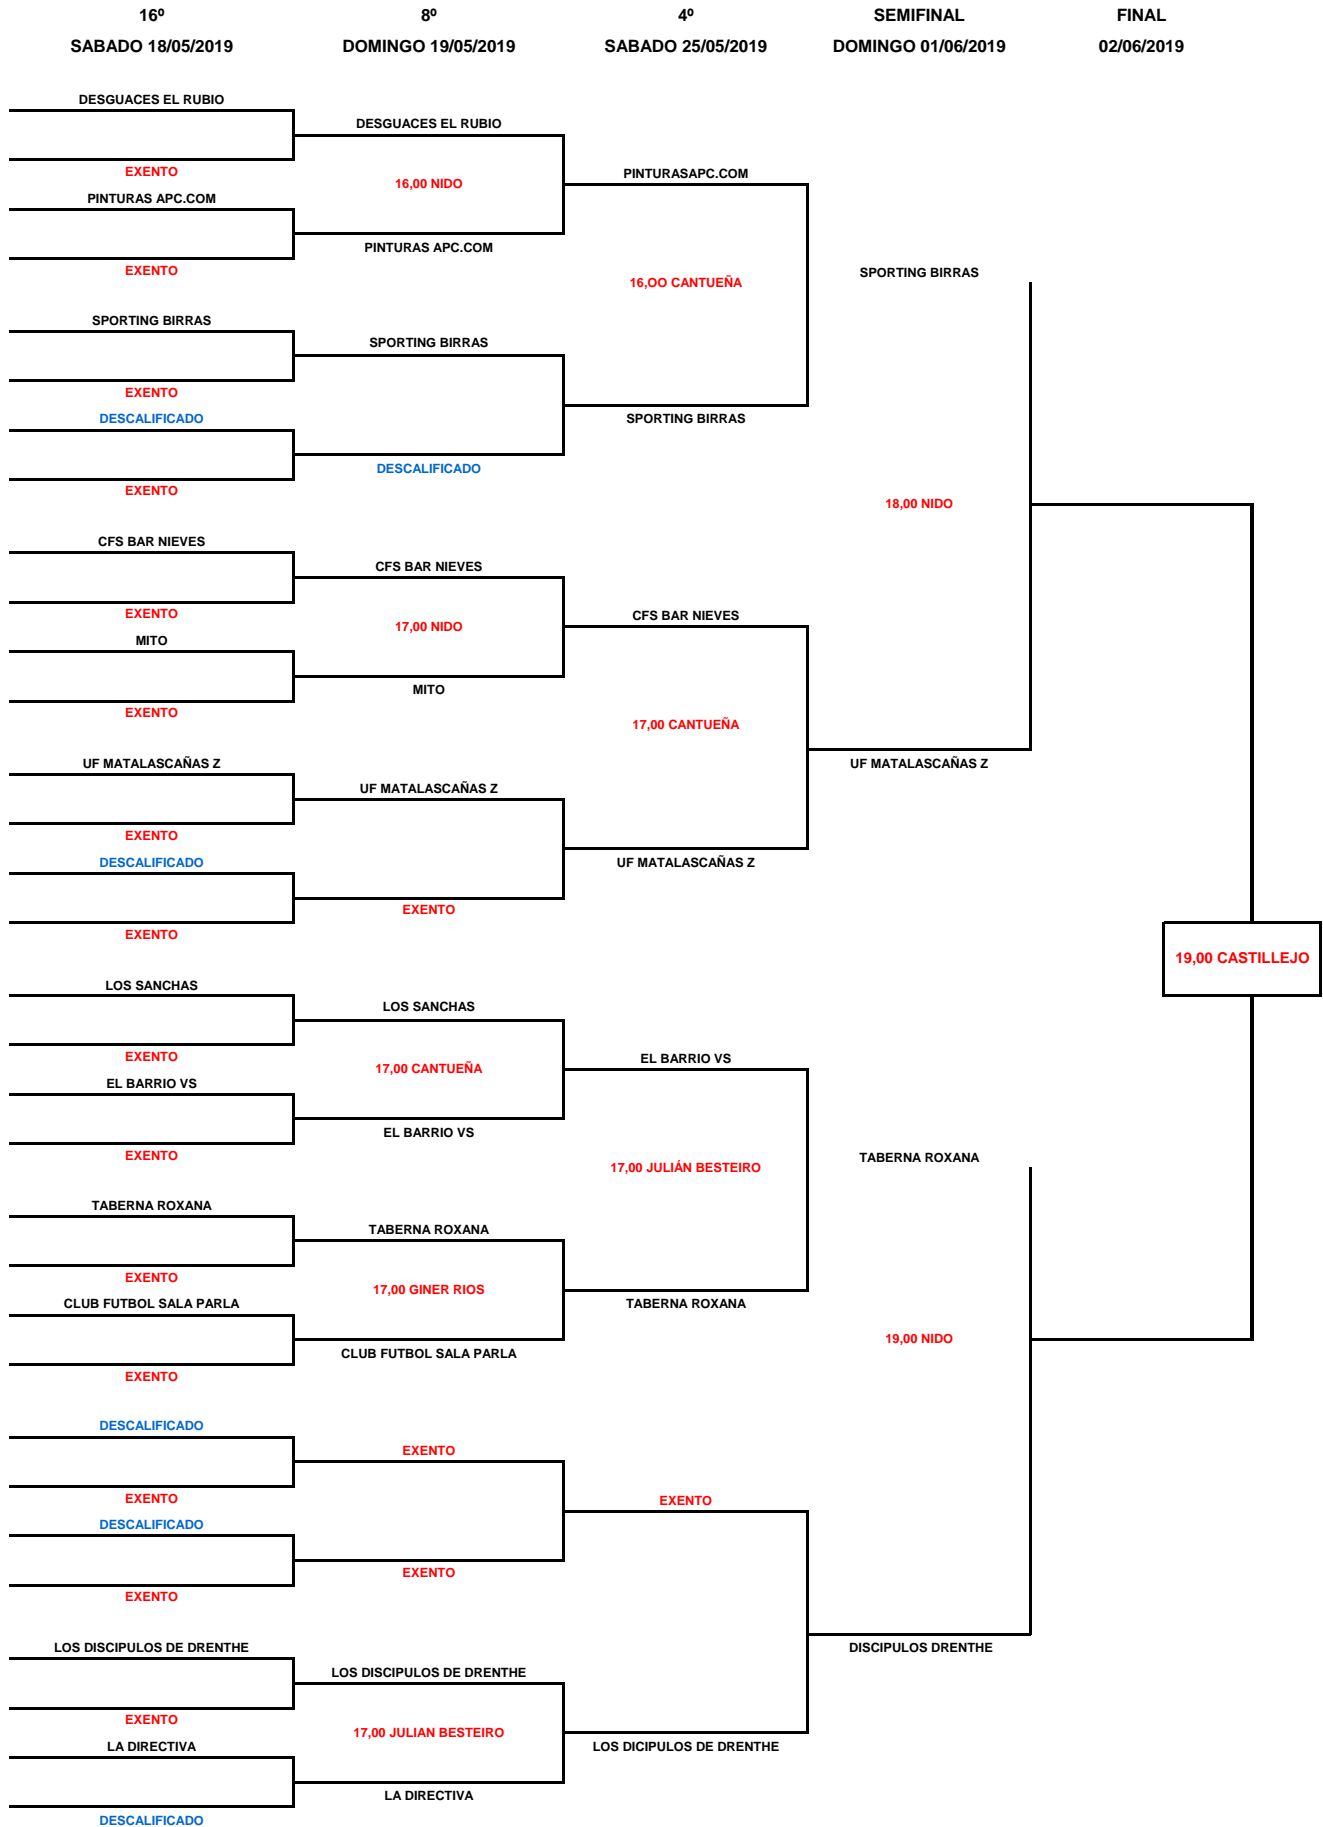 16º
8º
4º
SEMIFINAL
FINAL
SABADO 18/05/2019
DOMINGO 19/05/2019
SABADO 25/05/2019
DOMINGO 01/06/2019
02/06/2019
DESGUACES EL RUBIO
EXENTO
PINTURAS APC.COM
EXENTO
SPORTING BIRRAS
EXENTO
DESCALIFICADO
EXENTO
CFS BAR NIEVES
EXENTO
MITO
EXENTO
UF MATALASCAÑAS Z
EXENTO
DESCALIFICADO
EXENTO
LOS SANCHAS
EXENTO
EL BARRIO VS
EXENTO
TABERNA ROXANA
EXENTO
CLUB FUTBOL SALA PARLA
EXENTO
DESCALIFICADO
EXENTO
DESCALIFICADO
EXENTO
LOS DISCIPULOS DE DRENTHE
EXENTO
LA DIRECTIVA
DESCALIFICADO
DESGUACES EL RUBIO
16,00 NIDO
PINTURAS APC.COM
SPORTING BIRRAS
DESCALIFICADO
CFS BAR NIEVES
17,00 NIDO
MITO
UF MATALASCAÑAS Z
EXENTO
LOS SANCHAS
17,00 CANTUEÑA
EL BARRIO VS
TABERNA ROXANA
17,00 GINER RIOS
CLUB FUTBOL SALA PARLA
EXENTO
EXENTO
LOS DISCIPULOS DE DRENTHE
17,00 JULIAN BESTEIRO
LA DIRECTIVA
PINTURASAPC.COM
16,OO CANTUEÑA
SPORTING BIRRAS
CFS BAR NIEVES
17,00 CANTUEÑA
UF MATALASCAÑAS Z
EL BARRIO VS
17,00 JULIÁN BESTEIRO
TABERNA ROXANA
EXENTO
LOS DICIPULOS DE DRENTHE
SPORTING BIRRAS
18,00 NIDO
UF MATALASCAÑAS Z
TABERNA ROXANA
19,00 NIDO
DISCIPULOS DRENTHE
19,00 CASTILLEJO